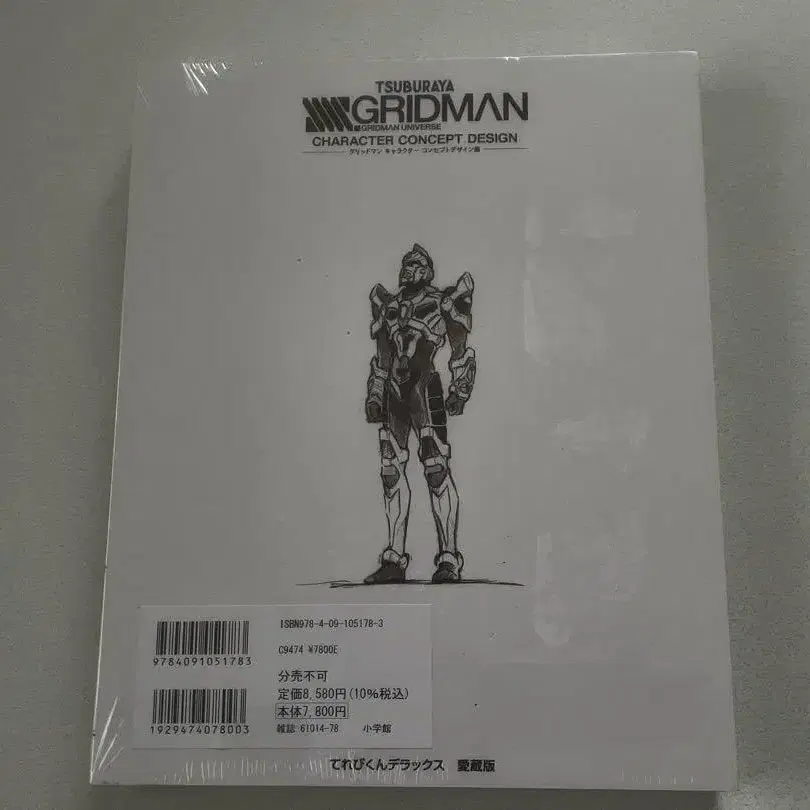 TSUBURAYA
GRIDMAN
GRIDMAN UNIVERSE
CHARACTER CONCEPT DESIGN
グリッドマン キャラクター コンセプトデザイン展
ISBN978-4-09-105178-3
C9474 ¥7800E
9784091051783
分売不可
定価8,580円(10%税込)
本体7,800円
1929474078003
雑誌 61014-78 小学館
てれびくんデラックス 愛蔵版